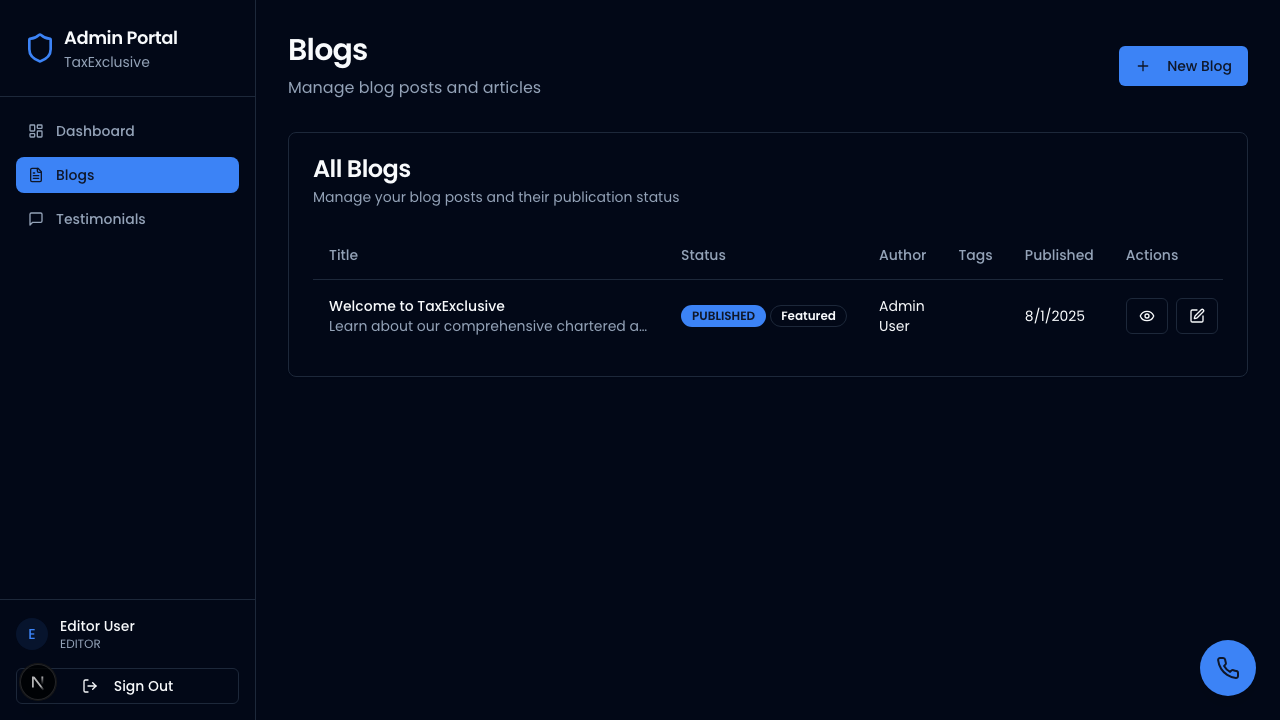 Admin Portal
TaxExclusive
Dashboard
Blogs
Testimonials
Editor User
EDITOR
E
N
Sign Out
Blogs
Manage blog posts and articles
New Blog
All Blogs
Manage your blog posts and their publication status
Title Status Author Tags Published Actions
Welcome to TaxExclusive
Learn about our comprehensive chartered a...
PUBLISHED Featured
Admin
User
8/1/2025